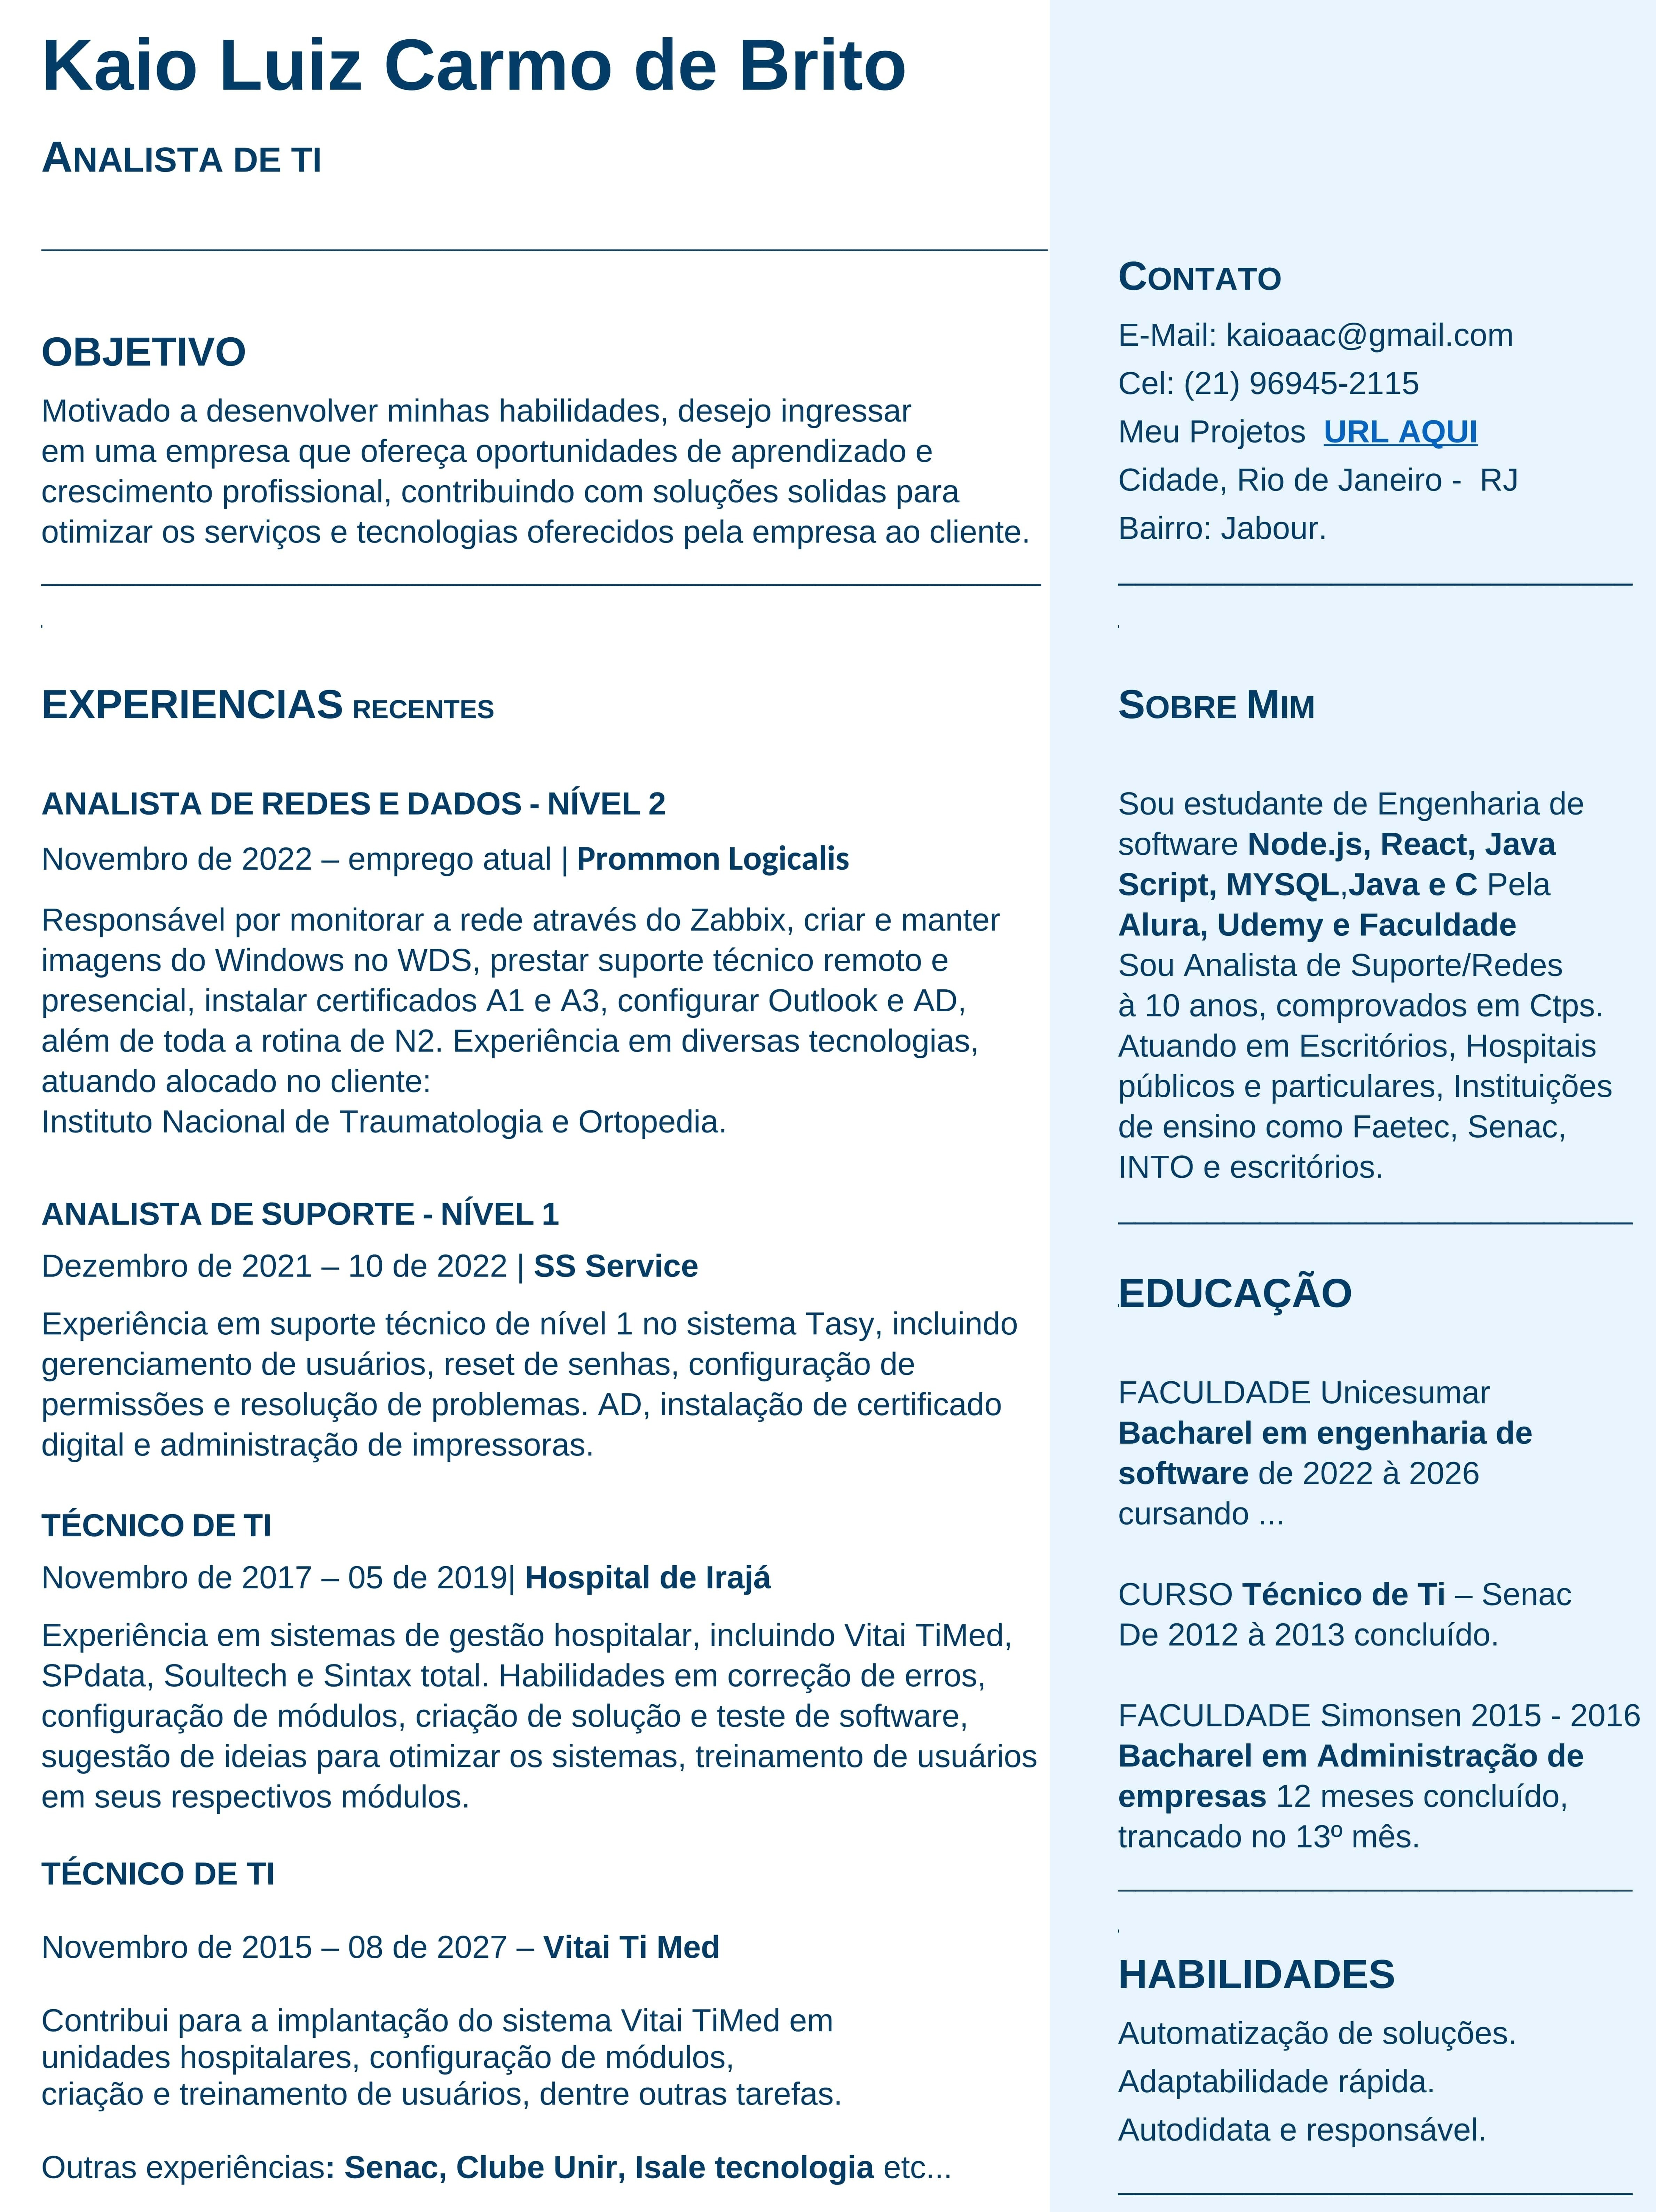 Kaio Luiz Carmo de Brito
ANALISTA DE TI
OBJETIVO
Motivado a desenvolver minhas habilidades, desejo ingressar
em uma empresa que ofereça oportunidades de aprendizado e
crescimento profissional, contribuindo com soluções solidas para
otimizar os serviços e tecnologias oferecidos pela empresa ao cliente.
EXPERIENCIAS RECENTES
ANALISTA DE REDES E DADOS - NÍVEL 2
Novembro de 2022 – emprego atual | Prommon Logicalis
Responsável por monitorar a rede através do Zabbix, criar e manter
imagens do Windows no WDS, prestar suporte técnico remoto e
presencial, instalar certificados A1 e A3, configurar Outlook e AD,
além de toda a rotina de N2. Experiência em diversas tecnologias,
atuando alocado no cliente:
Instituto Nacional de Traumatologia e Ortopedia.
ANALISTA DE SUPORTE - NÍVEL 1
Dezembro de 2021 – 10 de 2022 | SS Service
Experiência em suporte técnico de nível 1 no sistema Tasy, incluindo
gerenciamento de usuários, reset de senhas, configuração de
permissões e resolução de problemas. AD, instalação de certificado
digital e administração de impressoras.
TÉCNICO DE TI
Novembro de 2017 – 05 de 2019| Hospital de Irajá
Experiência em sistemas de gestão hospitalar, incluindo Vitai TiMed,
SPdata, Soultech e Sintax total. Habilidades em correção de erros,
configuração de módulos, criação de solução e teste de software,
sugestão de ideias para otimizar os sistemas, treinamento de usuários
em seus respectivos módulos.
TÉCNICO DE TI
Novembro de 2015 – 08 de 2027 – Vitai Ti Med
Contribui para a implantação do sistema Vitai TiMed em
unidades hospitalares, configuração de módulos,
criação e treinamento de usuários, dentre outras tarefas.
Outras experiências: Senac, Clube Unir, Isale tecnologia etc...
CONTATO
E-Mail: kaioaac@gmail.com
Cel: (21) 96945-2115
Meu Projetos URL AQUI
Cidade, Rio de Janeiro - RJ
Bairro: Jabour.
SOBRE MIM
Sou estudante de Engenharia de
software Node.js, React, Java
Script, MYSQL,Java e C Pela
Alura, Udemy e Faculdade
Sou Analista de Suporte/Redes
à 10 anos, comprovados em Ctps.
Atuando em Escritórios, Hospitais
públicos e particulares, Instituições
de ensino como Faetec, Senac,
INTO e escritórios.
EDUCAÇÃO
FACULDADE Unicesumar
Bacharel em engenharia de
software de 2022 à 2026
cursando ...
CURSO Técnico de Ti – Senac
De 2012 à 2013 concluído.
FACULDADE Simonsen 2015 - 2016
Bacharel em Administração de
empresas 12 meses concluído,
trancado no 13º mês.
HABILIDADES
Automatização de soluções.
Adaptabilidade rápida.
Autodidata e responsável.